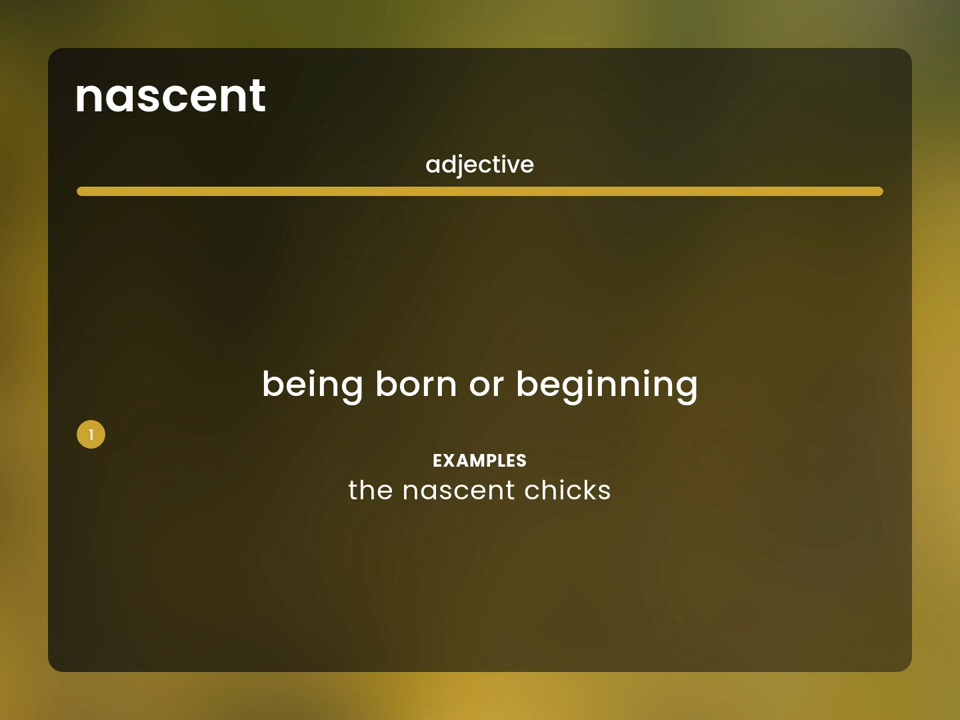 nascent
adjective
being born or beginning
1
EXAMPLES
the nascent chicks